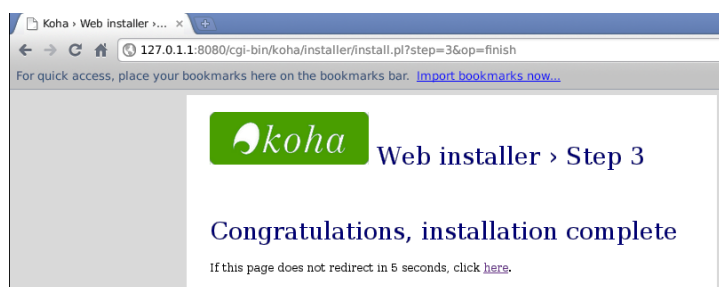 Koha › Web installer ›...
127.0.1.1:8080/cgi-bin/koha/installer/install.pl?step=3&op=finish
For quick access, place your bookmarks here on the bookmarks bar. Import bookmarks now...
koha Web installer › Step 3
Congratulations, installation complete
If this page does not redirect in 5 seconds, click here.